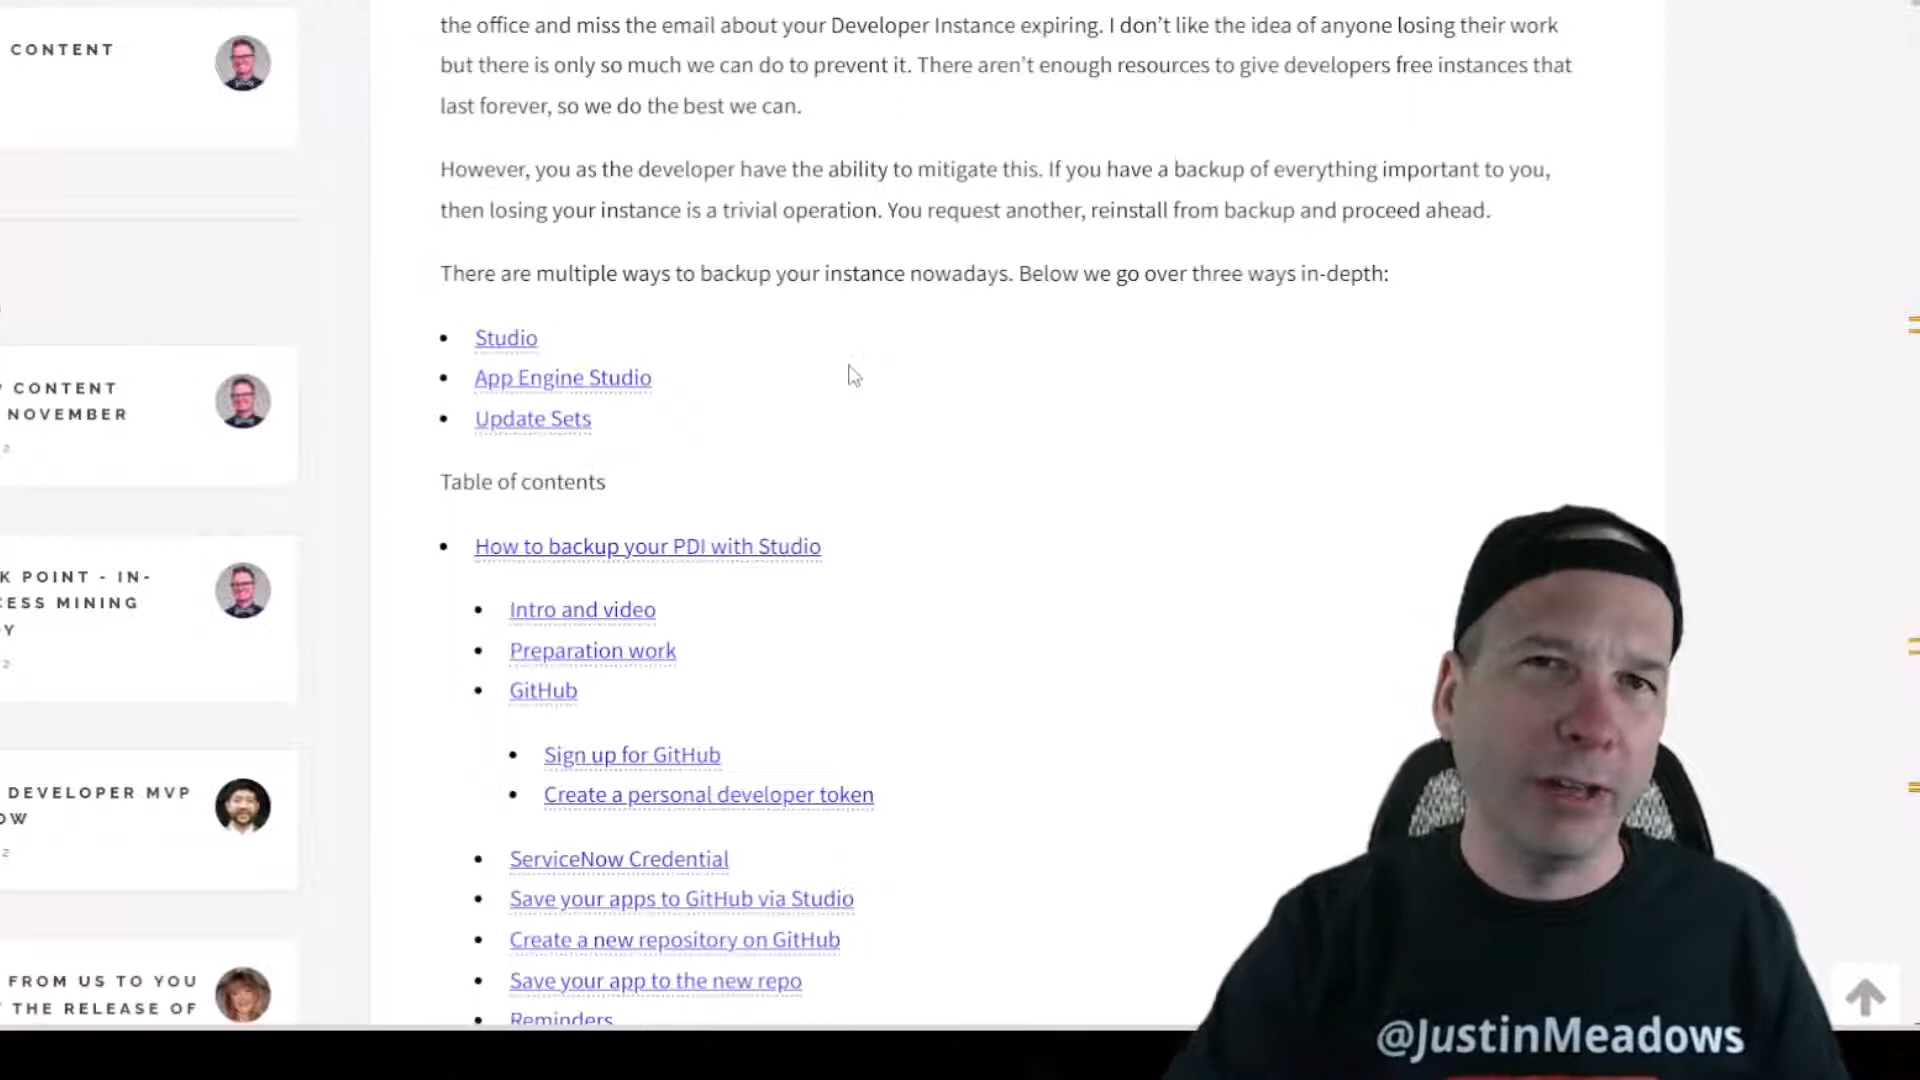 CONTENT
CONTENT
NOVEMBER
2
K POINT - IN-
CESS MINING
Y
2
DEVELOPER MVP
OW
2
FROM US TO YOU
THE RELEASE OF
the office and miss the email about your Developer Instance expiring. I don’t like the idea of anyone losing their work
but there is only so much we can do to prevent it. There aren’t enough resources to give developers free instances that
last forever, so we do the best we can.
However, you as the developer have the ability to mitigate this. If you have a backup of everything important to you,
then losing your instance is a trivial operation. You request another, reinstall from backup and proceed ahead.
There are multiple ways to backup your instance nowadays. Below we go over three ways in-depth:
• Studio
• App Engine Studio
• Update Sets
Table of contents
• How to backup your PDI with Studio
• Intro and video
• Preparation work
• GitHub
• Sign up for GitHub
• Create a personal developer token
• ServiceNow Credential
• Save your apps to GitHub via Studio
• Create a new repository on GitHub
• Save your app to the new repo
• Reminders
@JustinMeadows